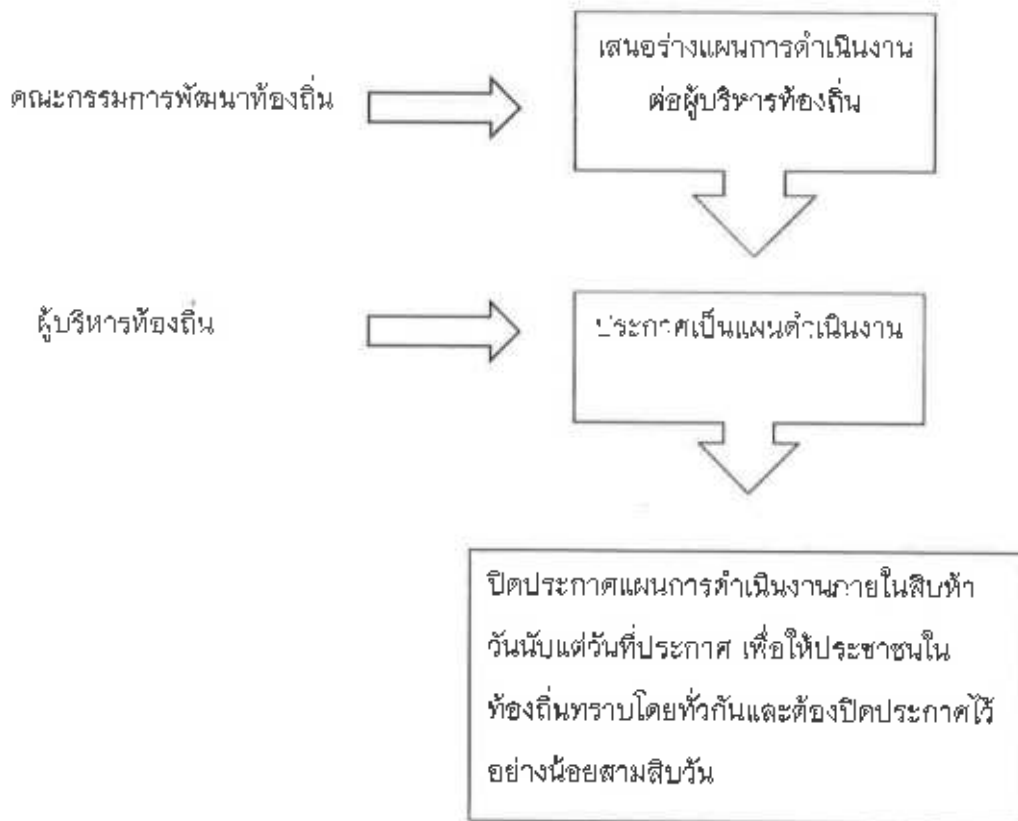 คณะกรรมการพัฒนาท้องถิ่น
เสนอร่างแผนการดำเนินงาน
ต่อผู้บริหารท้องถิ่น
ผู้บริหารท้องถิ่น
ประกาศเป็นแผนดำเนินงาน
ปิดประกาศแผนการดำเนินงานภายในสิบห้า
วันนับแต่วันที่ประกาศ เพื่อให้ประชาชนใน
ท้องถิ่นทราบโดยทั่วกันและต้องปิดประกาศไว้
อย่างน้อยสามสิบวัน